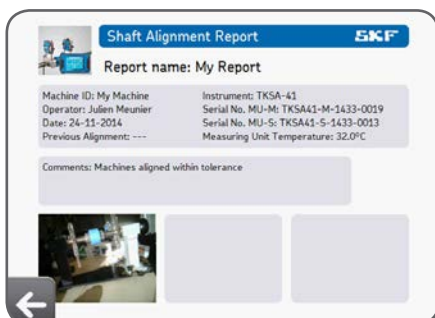 Shaft Alignment Report
SKF
Report name: My Report
Machine ID: My Machine
Operator: Julien Meunier
Date: 24-11-2014
Previous Alignment: ---
Instrument: TKSA-41
Serial No. MU-M: TKSA41-M-1433-0019
Serial No. MU-S: TKSA41-S-1433-0013
Measuring Unit Temperature: 32.0ºC
Comments: Machines aligned within tolerance